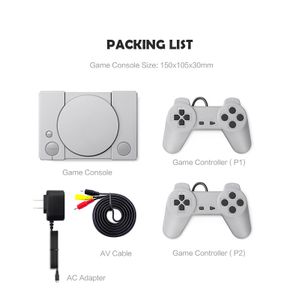 PACKING LIST
Game Console Size: 150x105x30mm
Game Controller ( P1)
Game Console
AV Cable
Game Controller ( P2)
AC Adapter